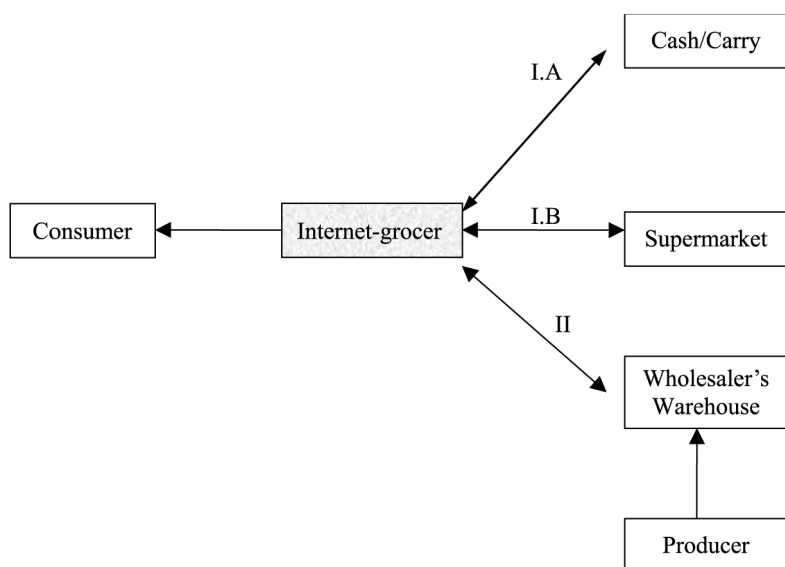 Cash/Carry
I.A
Consumer
Internet-grocer
I.B
Supermarket
II
Wholesaler’s
Warehouse
Producer